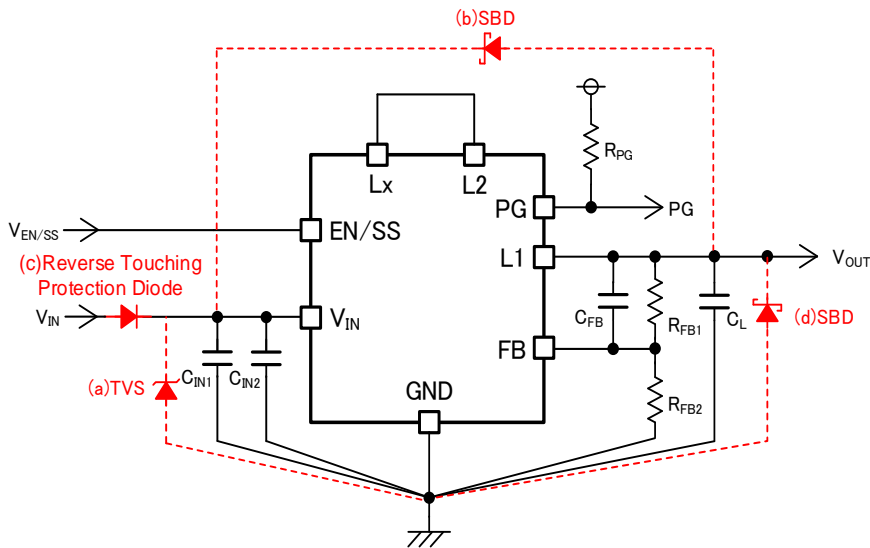 (b)SBD
RPG
Lx
L2
PG
PG
VEN/SS
EN/SS
L1
VOUT
(c)Reverse Touching
Protection Diode
VIN
VIN
CFB
RFB1
CL
(d)SBD
FB
(a)TVS
CIN1
CIN2
GND
RFB2